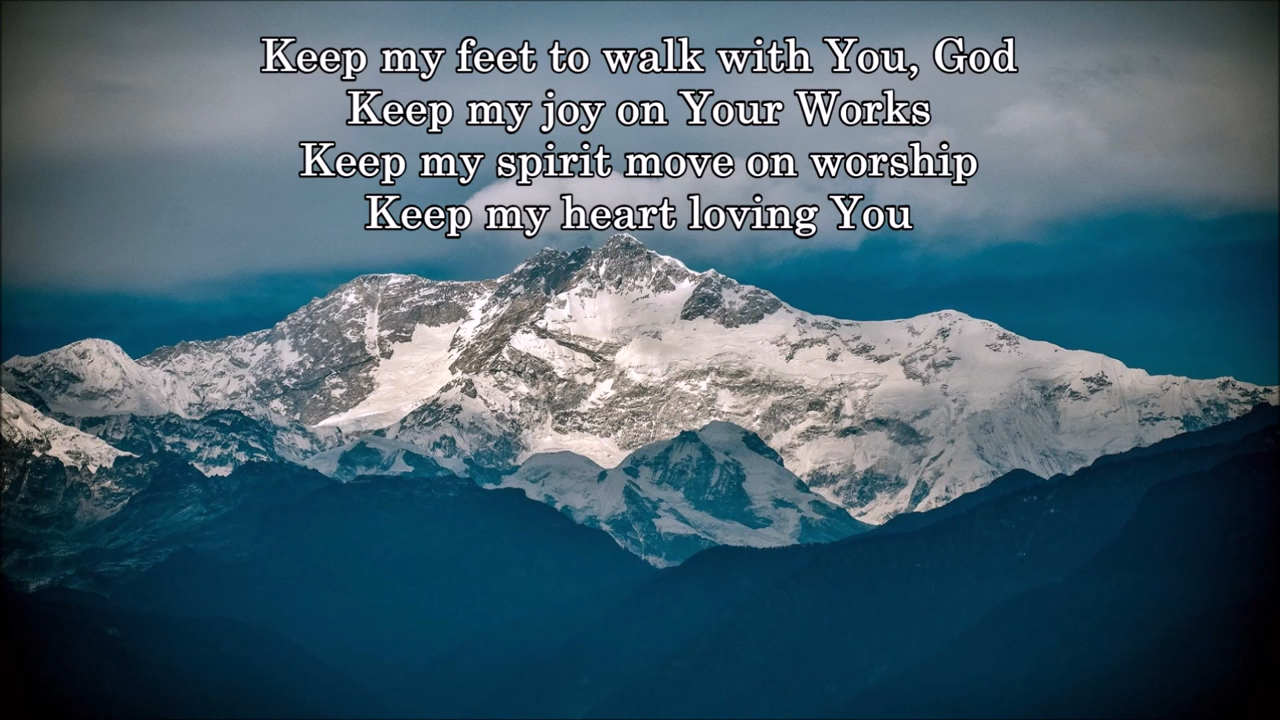 Keep my feet to walk with You, God
Keep my joy on Your Works
Keep my spirit move on worship
Keep my heart loving You